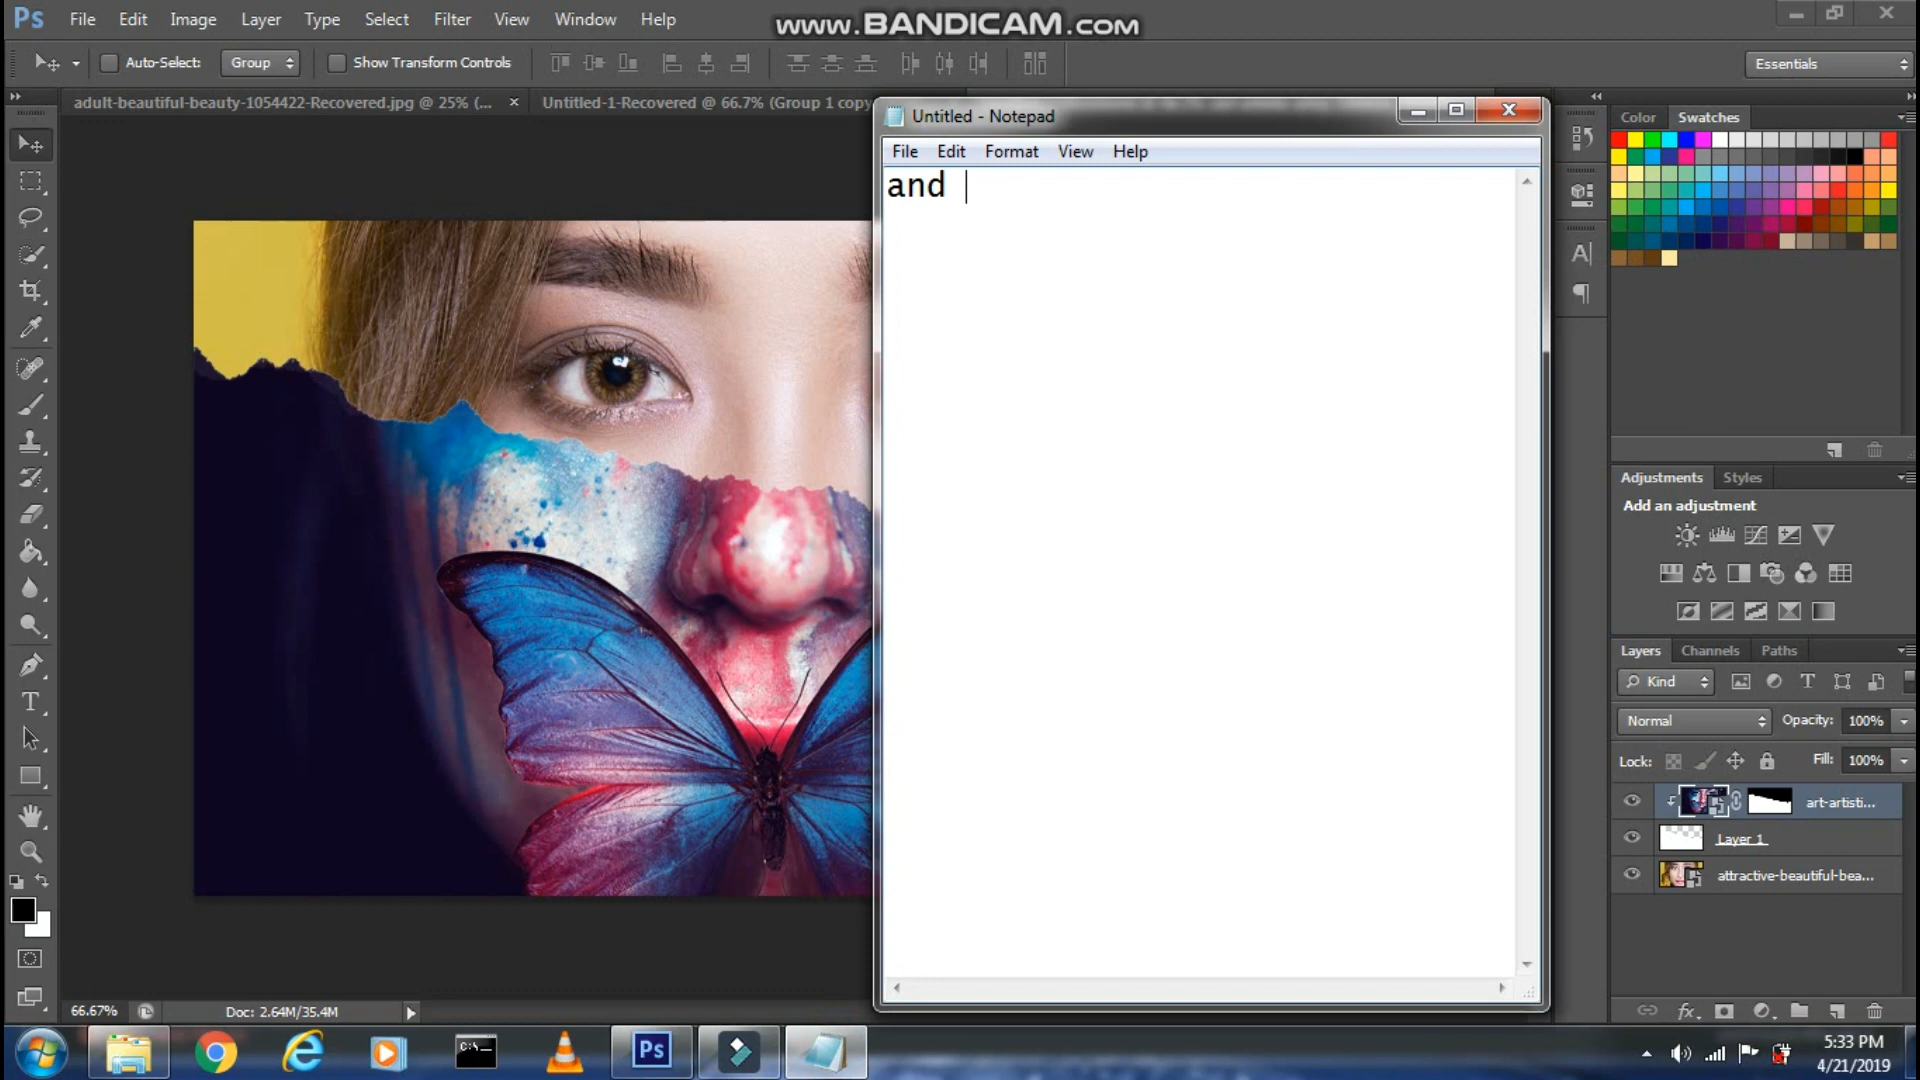 Ps File Edit Image Layer Type Select Filter View Window Help
www.BANDICAM.com
Auto-Select: Group Show Transform Controls
Essentials
adult-beautiful-beauty-1054422-Recovered.jpg @ 25% (...
Untitled-1-Recovered @ 66.7% (Group 1 copy
Untitled - Notepad
File Edit Format View Help
and
Color Swatches
Adjustments Styles
Add an adjustment
Layers Channels Paths
Kind
Normal Opacity: 100%
Lock: Fill: 100%
art-artisti...
Layer 1
attractive-beautiful-bea...
66.67% Doc: 2.64M/35.4M
C:\
Ps
5:33 PM
4/21/2019